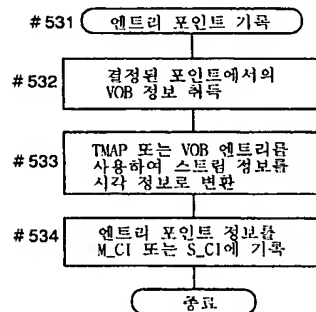 #531 엔트리 포인트 기록
#532 결정된 포인트에서의
VOB 정보 취득
#533 TMAP 또는 VOB 엔트리를
사용하여 스트림 정보를
시각 정보로 변환
#534 엔트리 포인트 정보를
M_CI 또는 S_CI에 기록
종료